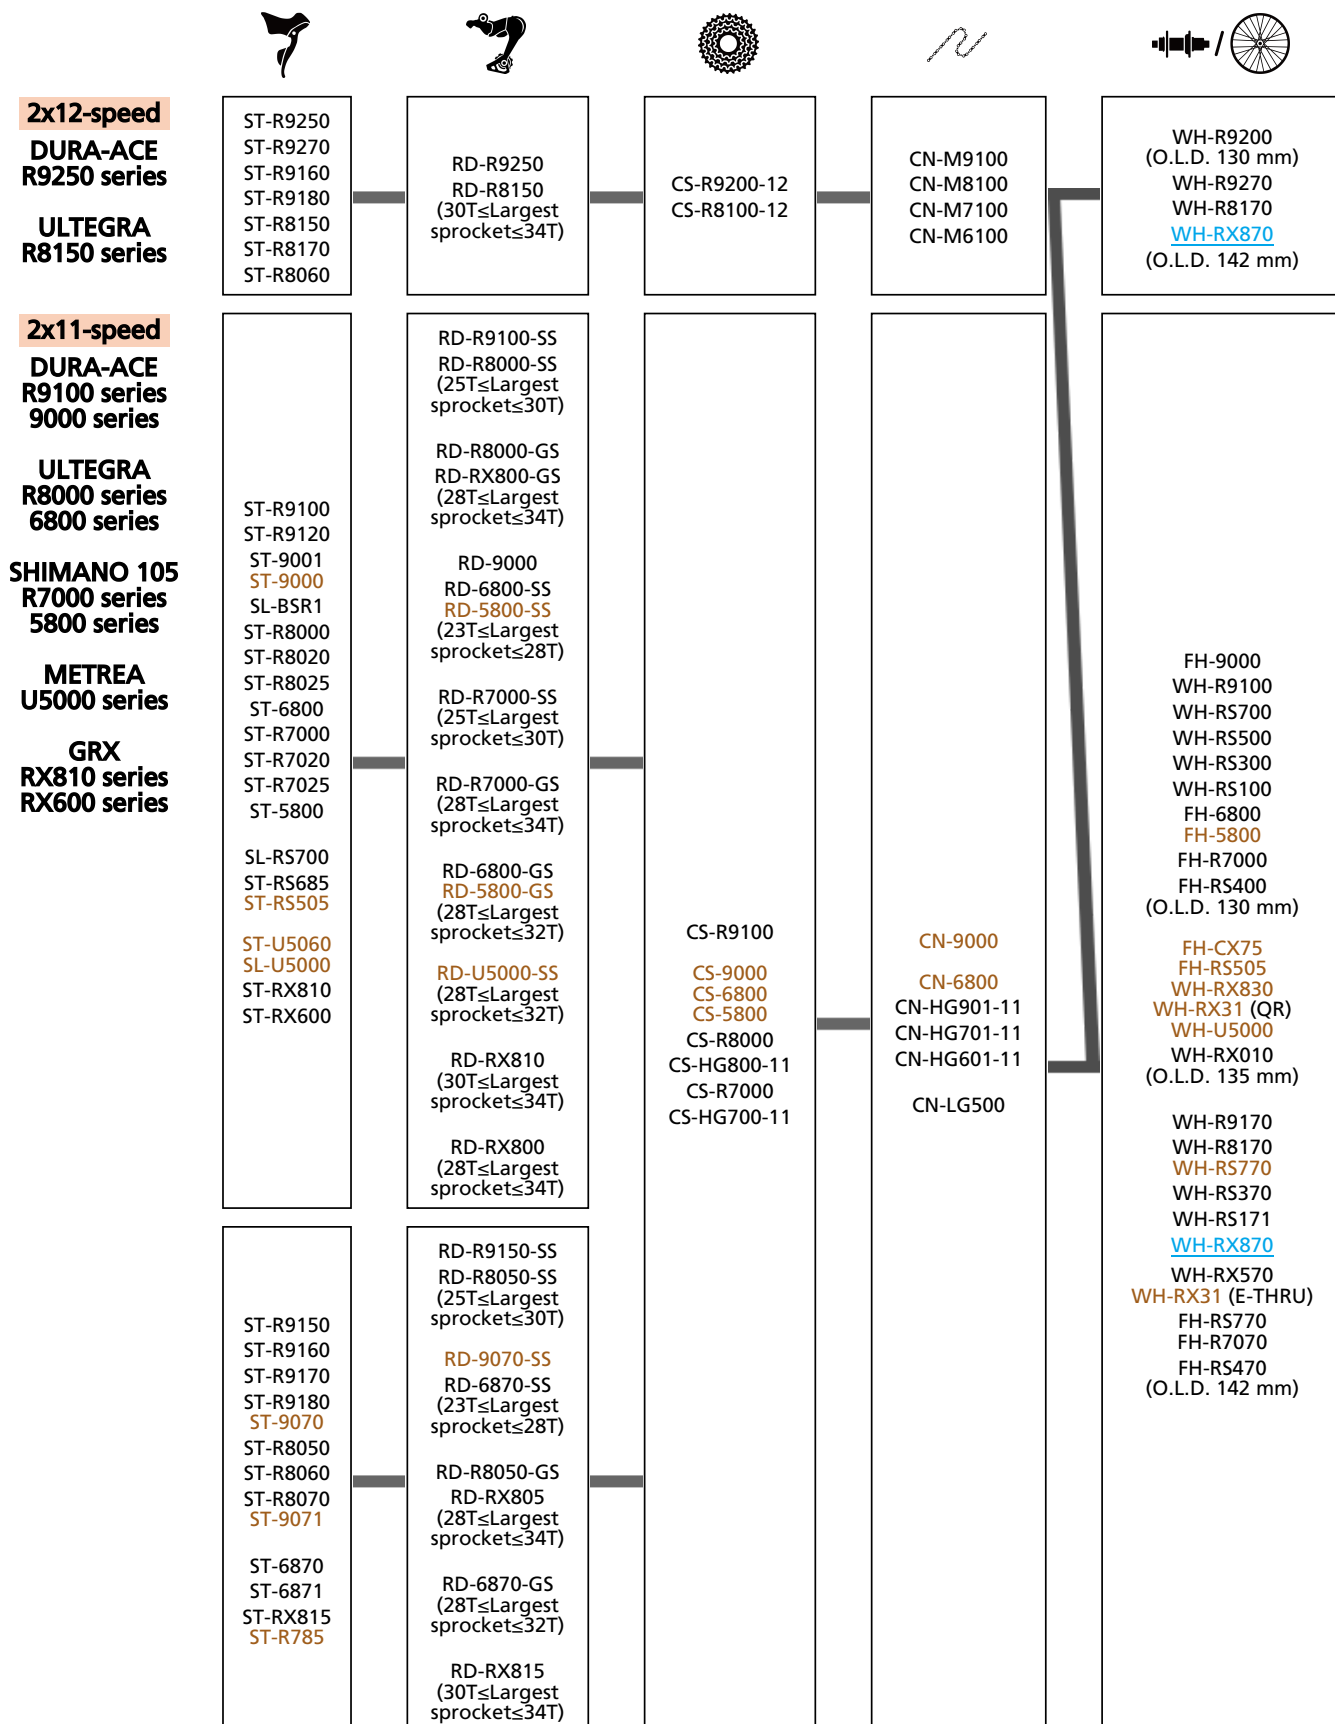 /
2x12-speed
DURA-ACE
R9250 series
ULTEGRA
R8150 series
ST-R9250
ST-R9270
ST-R9160
ST-R9180
ST-R8150
ST-R8170
ST-R8060
RD-R9250
RD-R8150
(30T≤Largest
sprocket≤34T)
CS-R9200-12
CS-R8100-12
CN-M9100
CN-M8100
CN-M7100
CN-M6100
WH-R9200
(O.L.D. 130 mm)
WH-R9270
WH-R8170
WH-RX870
(O.L.D. 142 mm)
2x11-speed
DURA-ACE
R9100 series
9000 series
ULTEGRA
R8000 series
6800 series
SHIMANO 105
R7000 series
5800 series
METREA
U5000 series
GRX
RX810 series
RX600 series
ST-R9100
ST-R9120
ST-9001
ST-9000
SL-BSR1
ST-R8000
ST-R8020
ST-R8025
ST-6800
ST-R7000
ST-R7020
ST-R7025
ST-5800
SL-RS700
ST-RS685
ST-RS505
ST-U5060
SL-U5000
ST-RX810
ST-RX600
RD-R9100-SS
RD-R8000-SS
(25T≤Largest
sprocket≤30T)
RD-R8000-GS
RD-RX800-GS
(28T≤Largest
sprocket≤34T)
RD-9000
RD-6800-SS
RD-5800-SS
(23T≤Largest
sprocket≤28T)
RD-R7000-SS
(25T≤Largest
sprocket≤30T)
RD-R7000-GS
(28T≤Largest
sprocket≤34T)
RD-6800-GS
RD-5800-GS
(28T≤Largest
sprocket≤32T)
RD-U5000-SS
(28T≤Largest
sprocket≤32T)
RD-RX810
(30T≤Largest
sprocket≤34T)
RD-RX800
(28T≤Largest
sprocket≤34T)
ST-R9150
ST-R9160
ST-R9170
ST-R9180
ST-9070
ST-R8050
ST-R8060
ST-R8070
ST-9071
ST-6870
ST-6871
ST-RX815
ST-R785
RD-R9150-SS
RD-R8050-SS
(25T≤Largest
sprocket≤30T)
RD-9070-SS
RD-6870-SS
(23T≤Largest
sprocket≤28T)
RD-R8050-GS
RD-RX805
(28T≤Largest
sprocket≤34T)
RD-6870-GS
(28T≤Largest
sprocket≤32T)
RD-RX815
(30T≤Largest
sprocket≤34T)
CS-R9100
CS-9000
CS-6800
CS-5800
CS-R8000
CS-HG800-11
CS-R7000
CS-HG700-11
CN-9000
CN-6800
CN-HG901-11
CN-HG701-11
CN-HG601-11
CN-LG500
FH-9000
WH-R9100
WH-RS700
WH-RS500
WH-RS300
WH-RS100
FH-6800
FH-5800
FH-R7000
FH-RS400
(O.L.D. 130 mm)
FH-CX75
FH-RS505
WH-RX830
WH-RX31 (QR)
WH-U5000
WH-RX010
(O.L.D. 135 mm)
WH-R9170
WH-R8170
WH-RS770
WH-RS370
WH-RS171
WH-RX870
WH-RX570
WH-RX31 (E-THRU)
FH-RS770
FH-R7070
FH-RS470
(O.L.D. 142 mm)